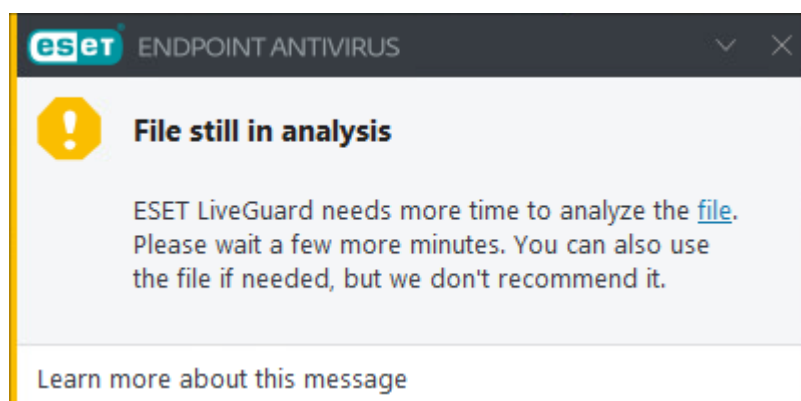 eset ENDPOINT ANTIVIRUS
File still in analysis
ESET LiveGuard needs more time to analyze the file.
Please wait a few more minutes. You can also use
the file if needed, but we don't recommend it.
Learn more about this message